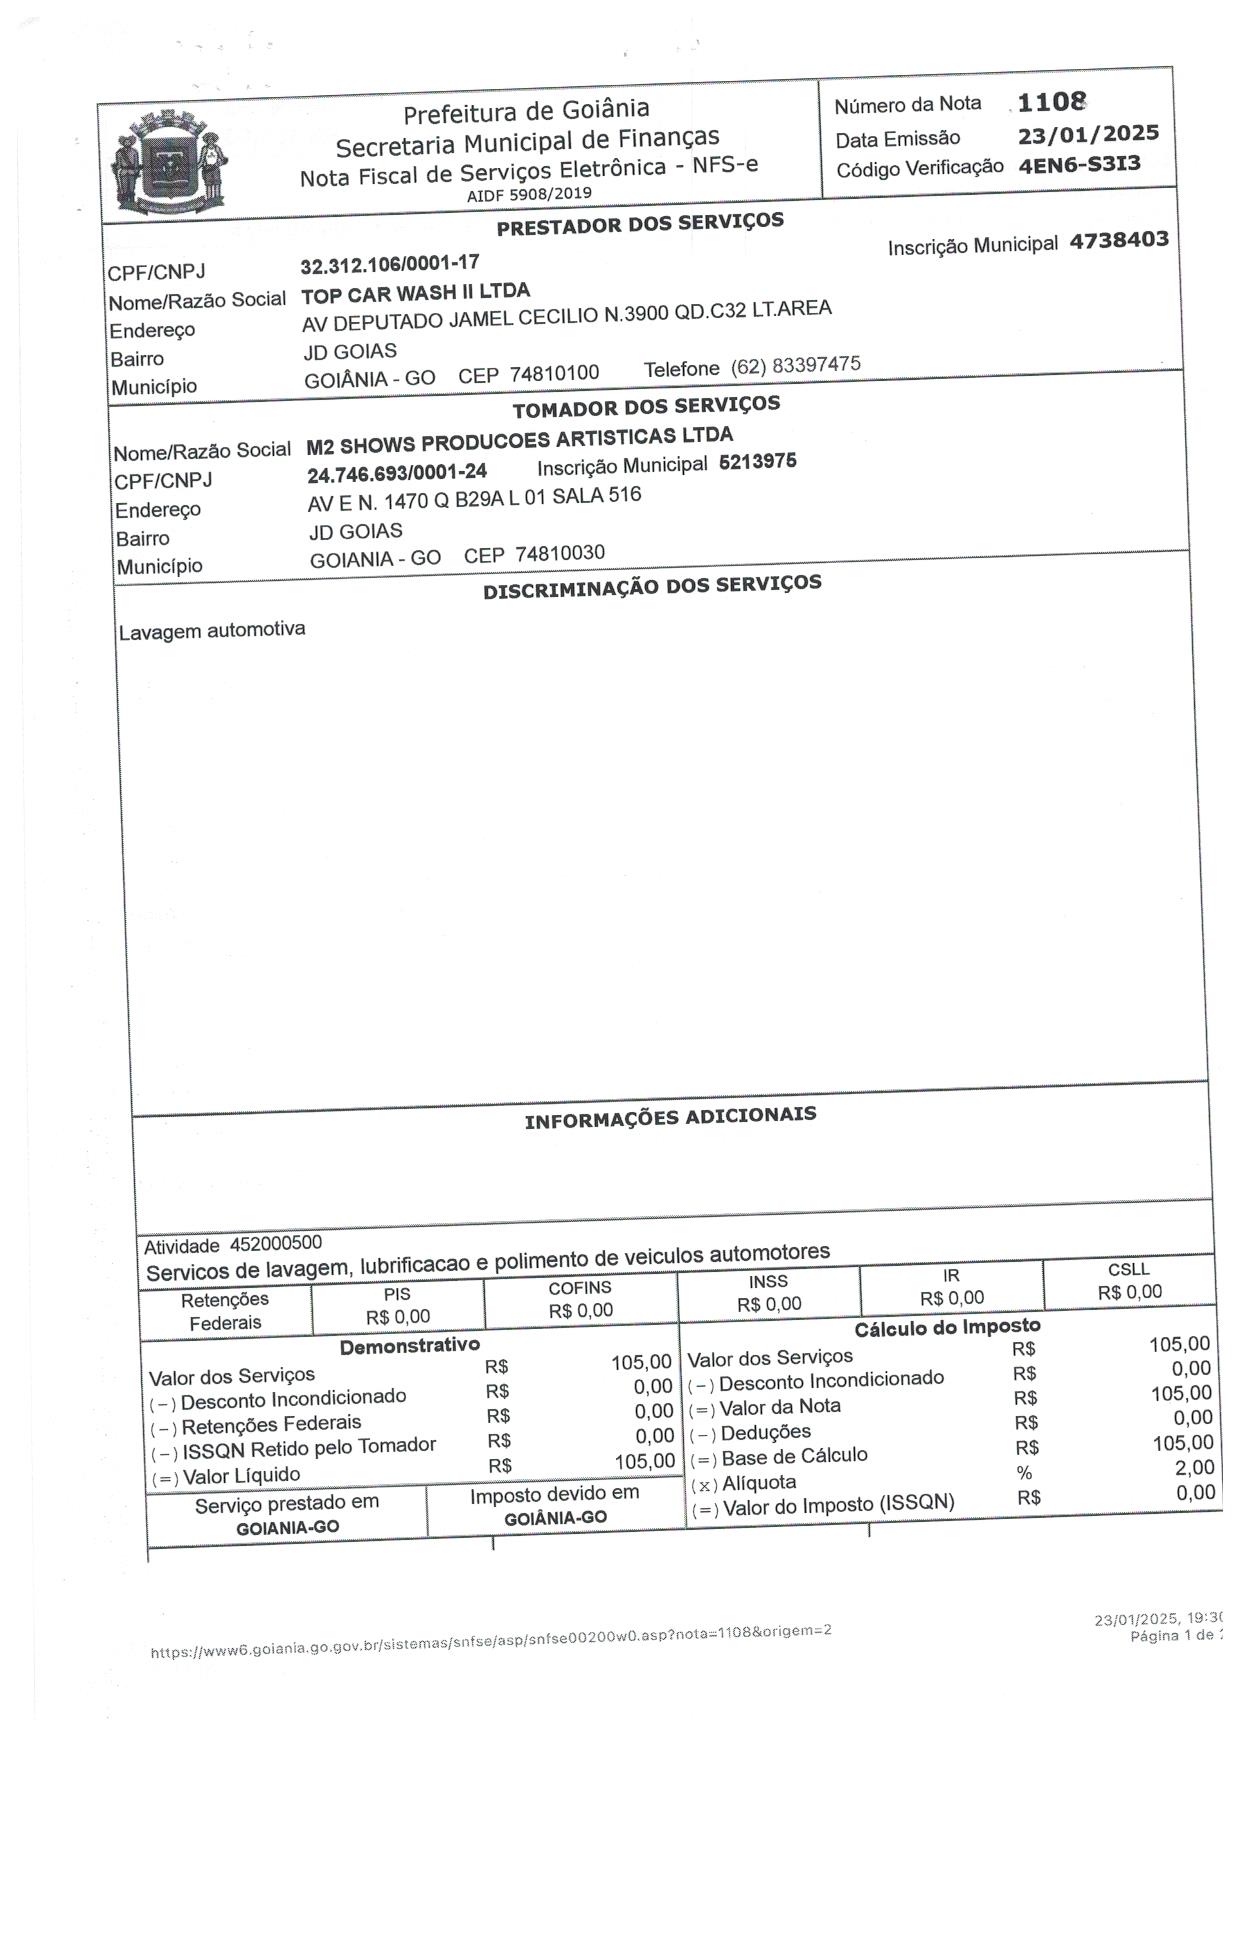 Prefeitura de Goiânia
Secretaria Municipal de Finanças
Nota Fiscal de Serviços Eletrônica - NFS-e
AIDF 5908/2019
Número da Nota 1108
Data Emissão 23/01/2025
Código Verificação 4EN6-S3I3
PRESTADOR DOS SERVIÇOS
CPF/CNPJ 32.312.106/0001-17 Inscrição Municipal 4738403
Nome/Razão Social TOP CAR WASH II LTDA
Endereço AV DEPUTADO JAMEL CECILIO N.3900 QD.C32 LT.AREA
Bairro JD GOIAS
Município GOIÂNIA - GO CEP 74810100 Telefone (62) 83397475
TOMADOR DOS SERVIÇOS
Nome/Razão Social M2 SHOWS PRODUCOES ARTISTICAS LTDA
CPF/CNPJ 24.746.693/0001-24 Inscrição Municipal 5213975
Endereço AV E N. 1470 Q B29A L 01 SALA 516
Bairro JD GOIAS
Município GOIANIA - GO CEP 74810030
DISCRIMINAÇÃO DOS SERVIÇOS
Lavagem automotiva
INFORMAÇÕES ADICIONAIS
Atividade 452000500
Servicos de lavagem, lubrificacao e polimento de veiculos automotores
Retenções Federais
PIS R$ 0,00
COFINS R$ 0,00
INSS R$ 0,00
IR R$ 0,00
CSLL R$ 0,00
Demonstrativo
Valor dos Serviços R$ 105,00
(-) Desconto Incondicionado R$ 0,00
(-) Retenções Federais R$ 0,00
(-) ISSQN Retido pelo Tomador R$ 0,00
(=) Valor Líquido R$ 105,00
Serviço prestado em
GOIANIA-GO
Imposto devido em
GOIÂNIA-GO
Cálculo do Imposto
Valor dos Serviços R$ 105,00
(-) Desconto Incondicionado R$ 0,00
(=) Valor da Nota R$ 105,00
(-) Deduções R$ 0,00
(=) Base de Cálculo R$ 105,00
(x) Alíquota % 2,00
(=) Valor do Imposto (ISSQN) R$ 0,00
https://www6.goiania.go.gov.br/sistemas/snfse/asp/snfse00200w0.asp?nota=1108&origem=2
23/01/2025,
Página 1 de